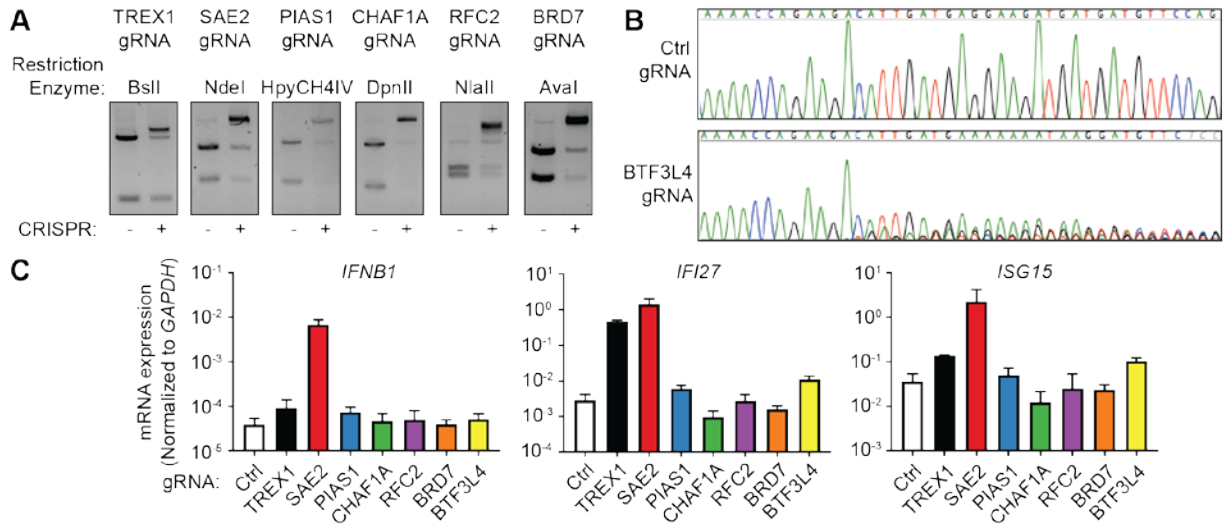 A
TREX1 SAE2 PIAS1 CHAF1A RFC2 BRD7
gRNA gRNA gRNA gRNA gRNA gRNA
Restriction
Enzyme: BslI NdeI HpyCH4IV DpnII NlaII AvaI
CRISPR: - + - + - + - + - + - +
B
AAAACCAGAAGACATTGATGAGGAAGATGATGATGTTCCAG
Ctrl
gRNA
AAAACCAGAAGACATTGATGAAAAAAATAAGGATGTTCTCC
BTF3L4
gRNA
C
mRNA expression
(Normalized to GAPDH)
IFNB1
10-1
10-2
10-3
10-4
10-5
gRNA: Ctrl TREX1 SAE2 PIAS1 CHAF1A RFC2 BRD7 BTF3L4
IFI27
101
100
10-1
10-2
10-3
10-4
Ctrl TREX1 SAE2 PIAS1 CHAF1A RFC2 BRD7 BTF3L4
ISG15
101
100
10-1
10-2
10-3
Ctrl TREX1 SAE2 PIAS1 CHAF1A RFC2 BRD7 BTF3L4